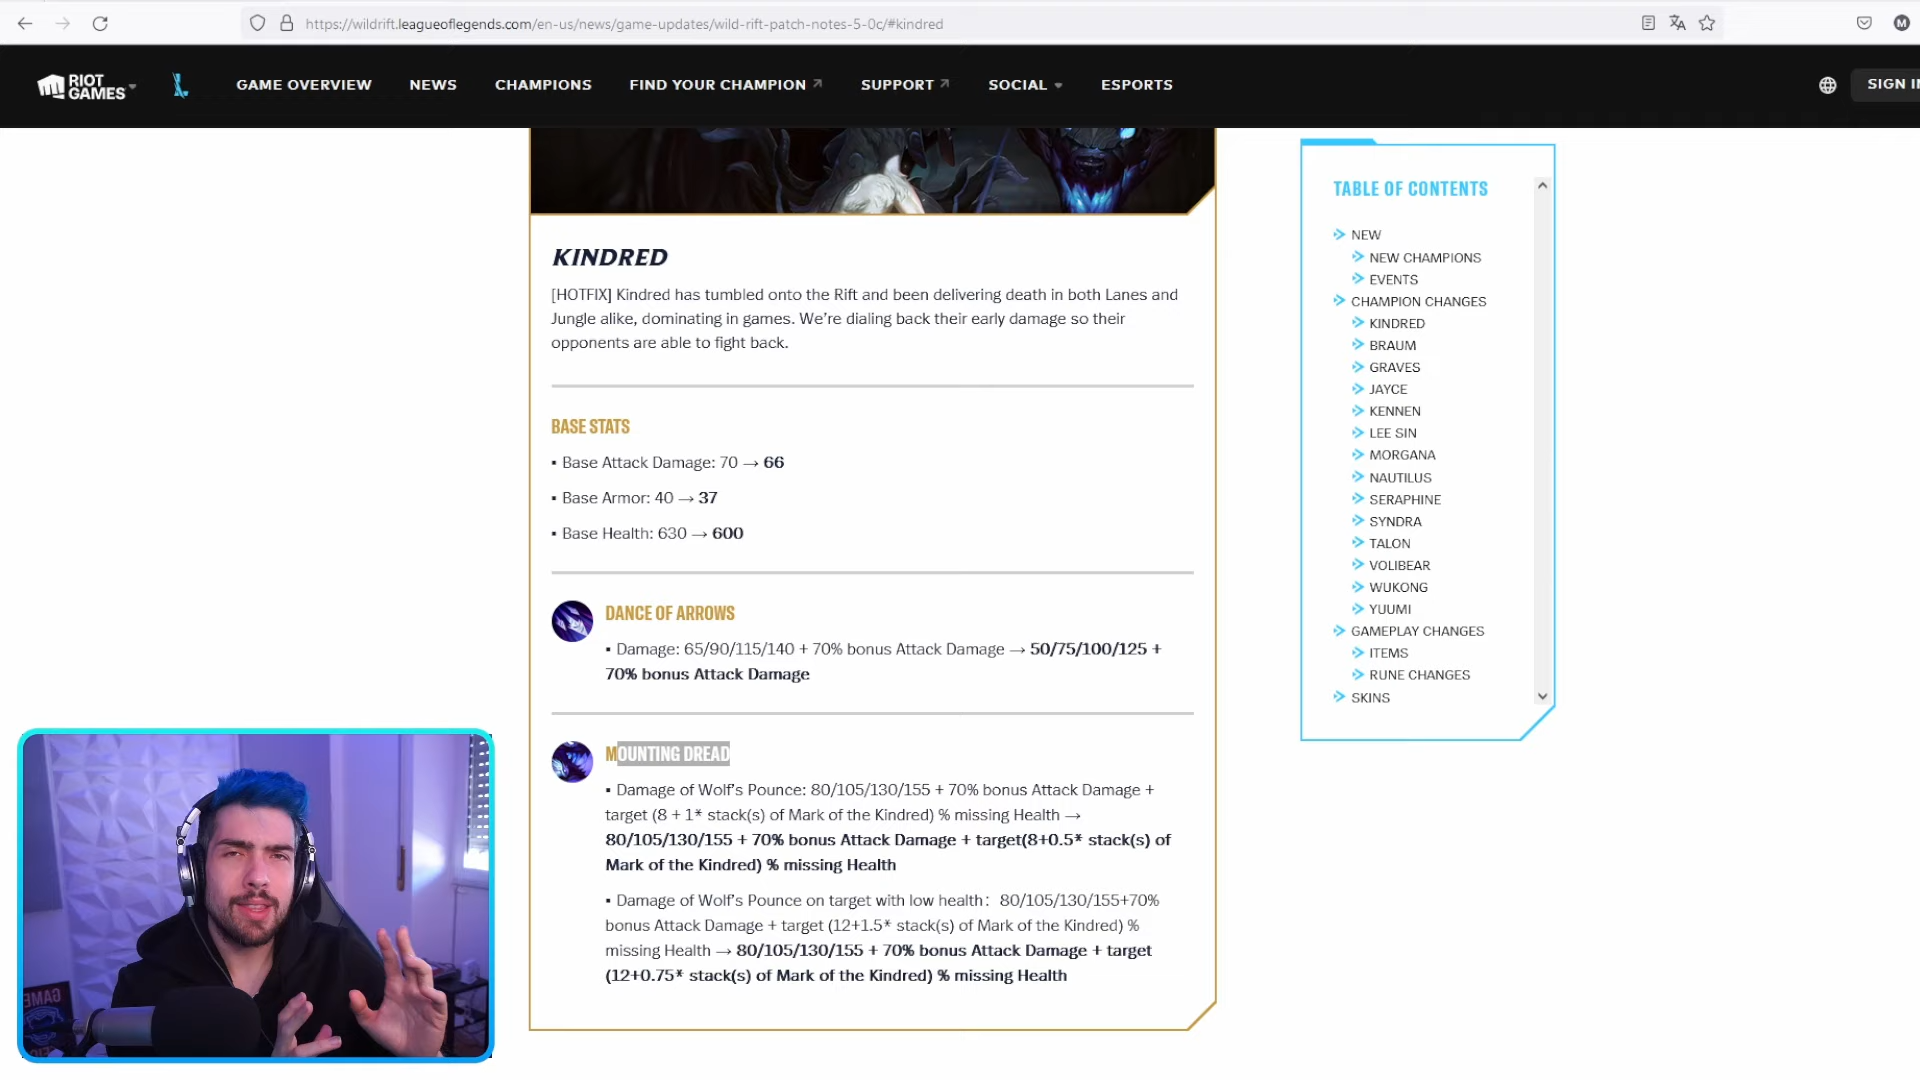 https://wildrift.leagueoflegends.com/en-us/news/game-updates/wild-rift-patch-notes-5-0c/#kindred
M
RIOT GAMES
GAME OVERVIEW
NEWS
CHAMPIONS
FIND YOUR CHAMPION
SUPPORT
SOCIAL
ESPORTS
SIGN IN
KINDRED
[HOTFIX] Kindred has tumbled onto the Rift and been delivering death in both Lanes and
Jungle alike, dominating in games. We’re dialing back their early damage so their
opponents are able to fight back.
BASE STATS
▪ Base Attack Damage: 70 → 66
▪ Base Armor: 40 → 37
▪ Base Health: 630 → 600
DANCE OF ARROWS
▪ Damage: 65/90/115/140 + 70% bonus Attack Damage → 50/75/100/125 +
70% bonus Attack Damage
MOUNTING DREAD
▪ Damage of Wolf’s Pounce: 80/105/130/155 + 70% bonus Attack Damage +
target (8 + 1* stack(s) of Mark of the Kindred) % missing Health →
80/105/130/155 + 70% bonus Attack Damage + target(8+0.5* stack(s) of
Mark of the Kindred) % missing Health
▪ Damage of Wolf’s Pounce on target with low health： 80/105/130/155+70%
bonus Attack Damage + target (12+1.5* stack(s) of Mark of the Kindred) %
missing Health → 80/105/130/155 + 70% bonus Attack Damage + target
(12+0.75* stack(s) of Mark of the Kindred) % missing Health
TABLE OF CONTENTS
NEW
NEW CHAMPIONS
EVENTS
CHAMPION CHANGES
KINDRED
BRAUM
GRAVES
JAYCE
KENNEN
LEE SIN
MORGANA
NAUTILUS
SERAPHINE
SYNDRA
TALON
VOLIBEAR
WUKONG
YUUMI
GAMEPLAY CHANGES
ITEMS
RUNE CHANGES
SKINS